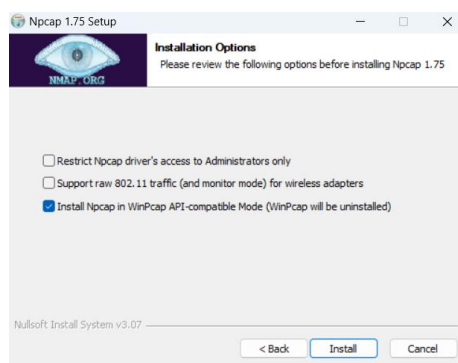 Npcap 1.75 Setup
Installation Options
Please review the following options before installing Npcap 1.75
NMAP.ORG
Restrict Npcap driver's access to Administrators only
Support raw 802.11 traffic (and monitor mode) for wireless adapters
Install Npcap in WinPcap API-compatible Mode (WinPcap will be uninstalled)
Nullsoft Install System v3.07
< Back Install Cancel